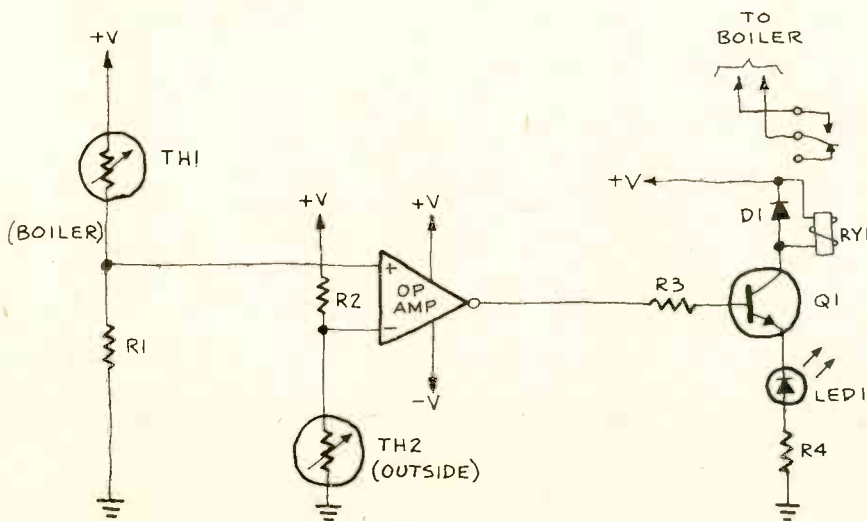 TO
BOILER
+V
TH1
(BOILER)
R1
+V
R2
+
-
OP
AMP
+V
-V
TH2
(OUTSIDE)
R3
+V
D1
RY1
Q1
LED1
R4